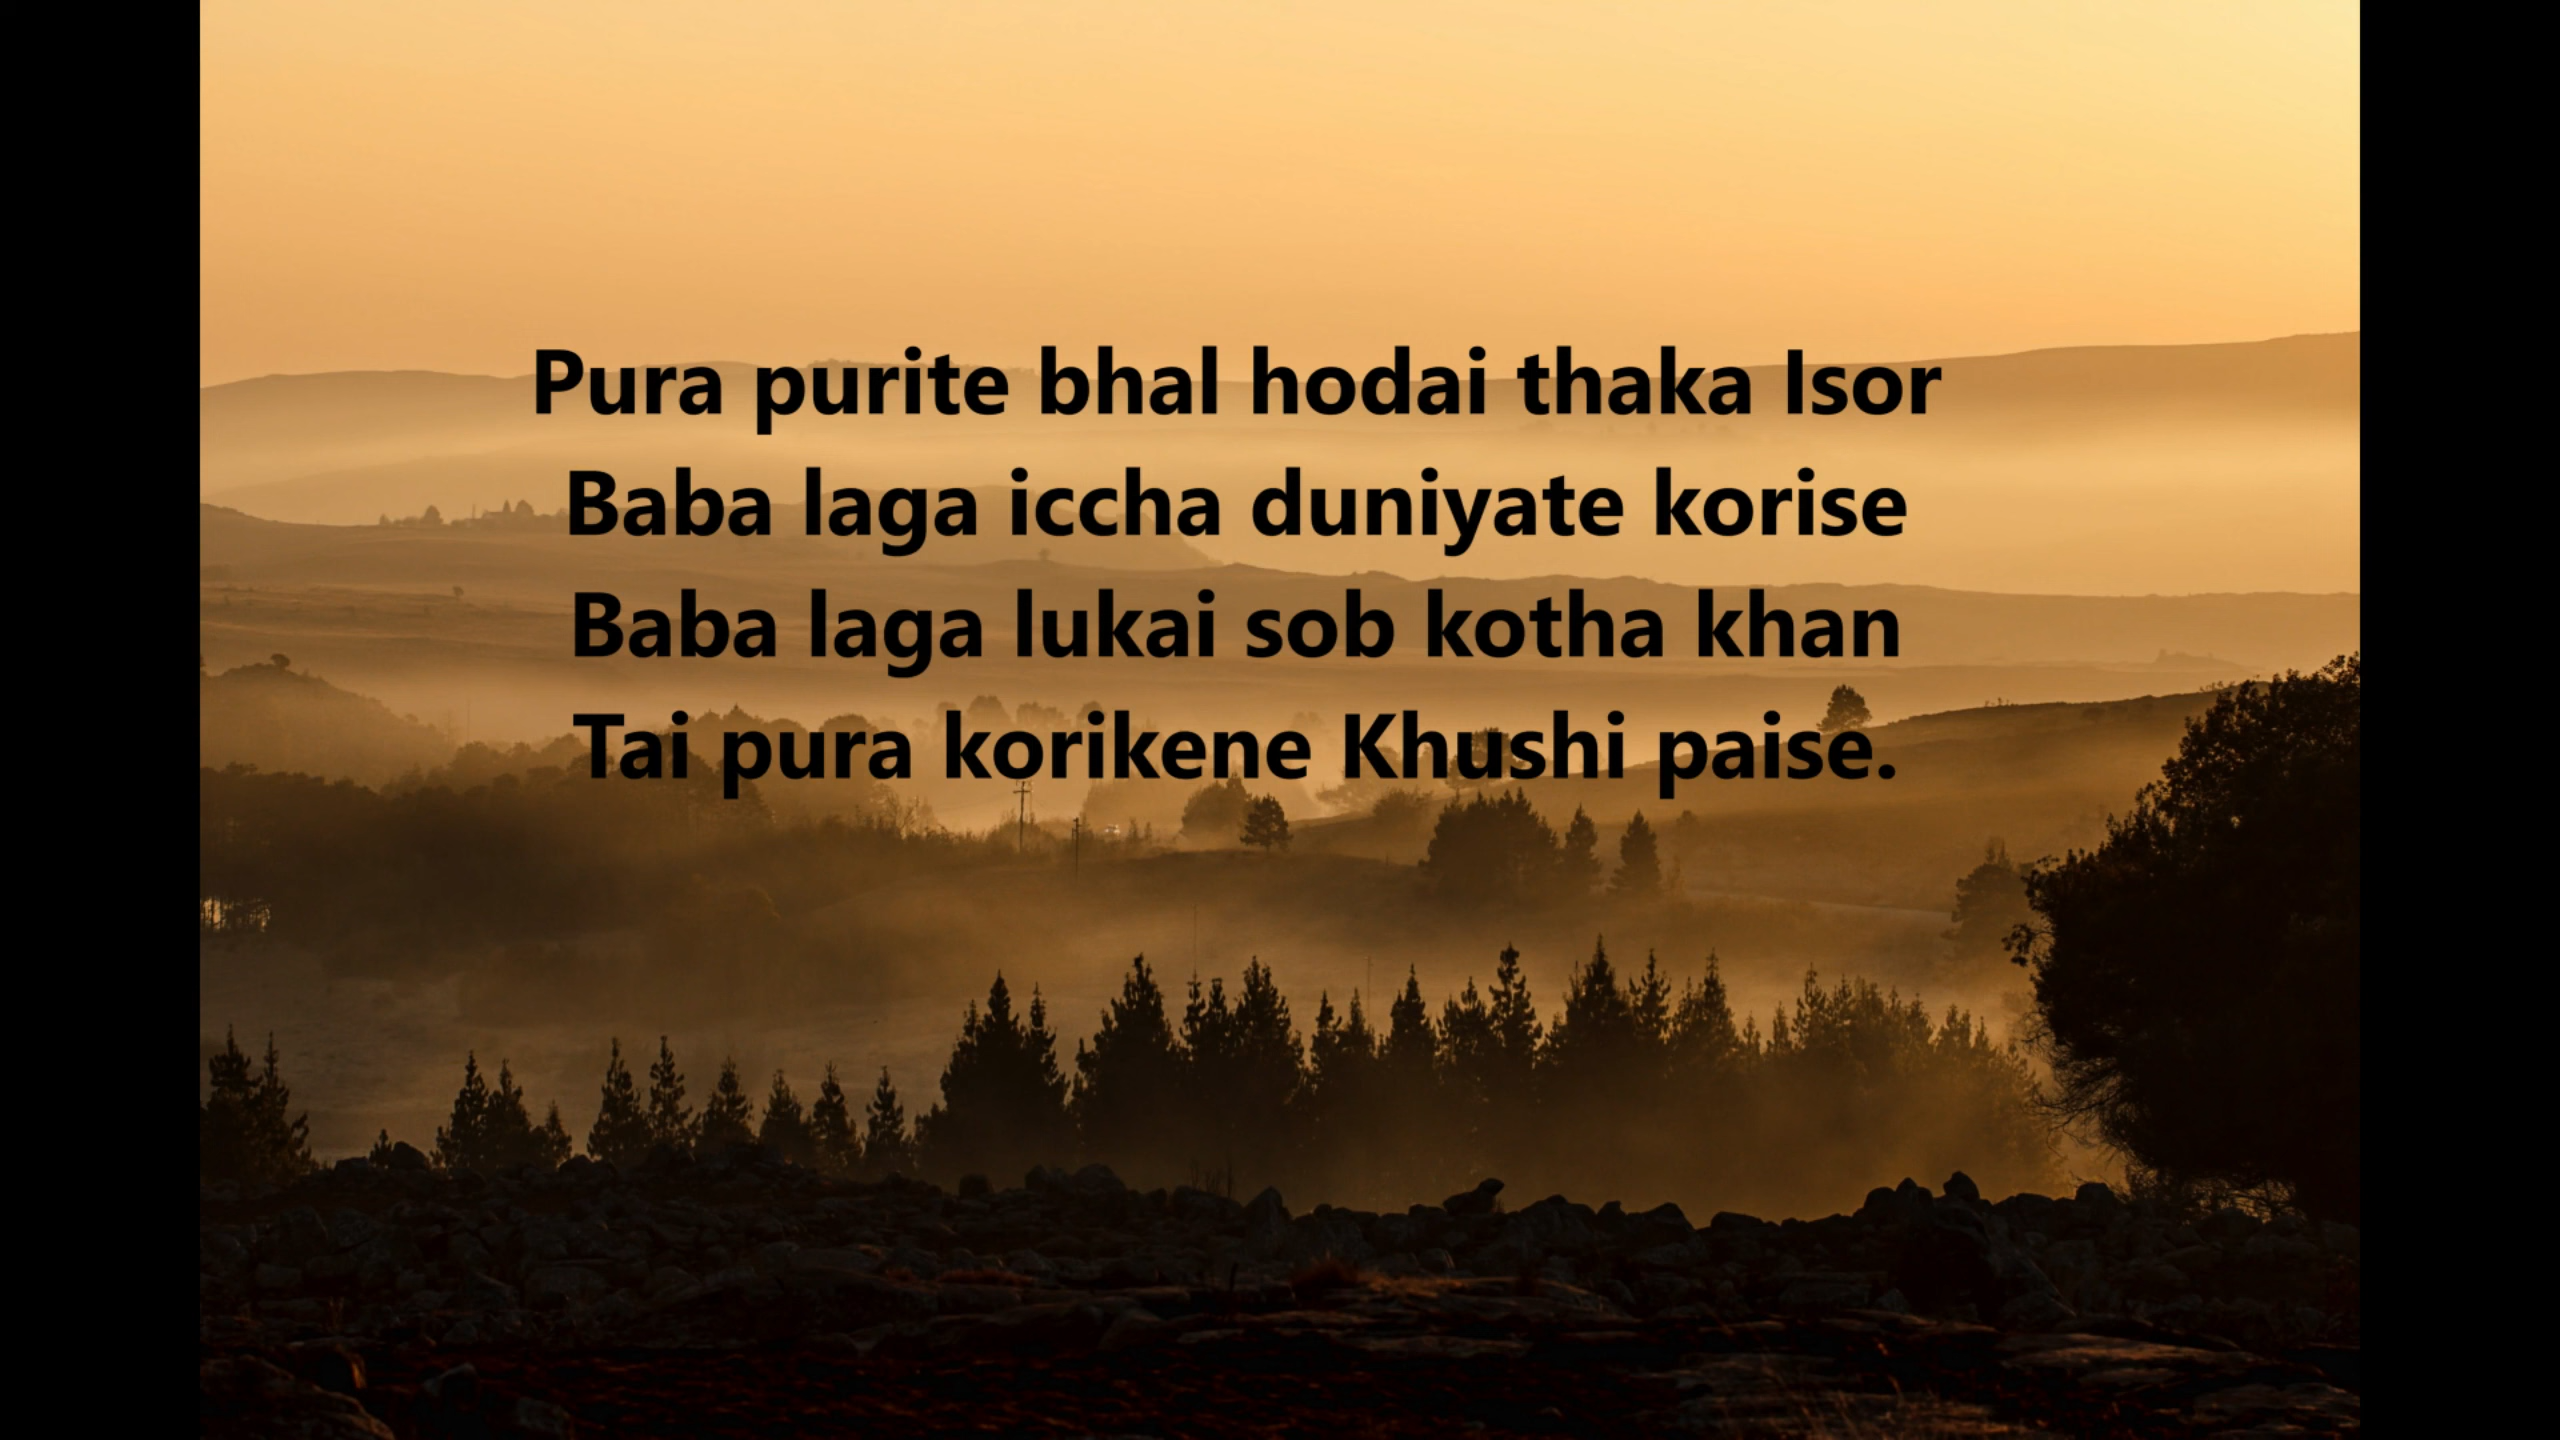 Pura purite bhal hodai thaka Isor
Baba laga iccha duniyate korise
Baba laga lukai sob kotha khan
Tai pura korikene Khushi paise.